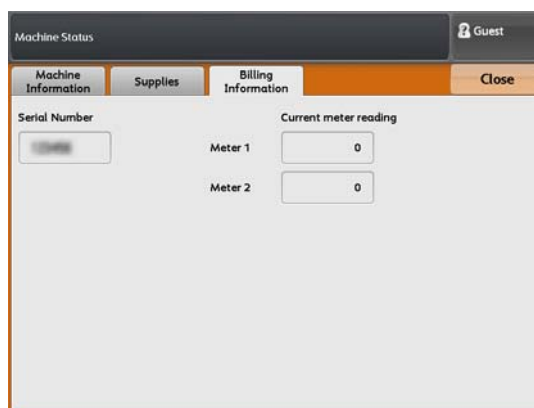 Machine Status
Guest
Machine Information
Supplies
Billing Information
Close
Serial Number
Current meter reading
Meter 1
0
Meter 2
0